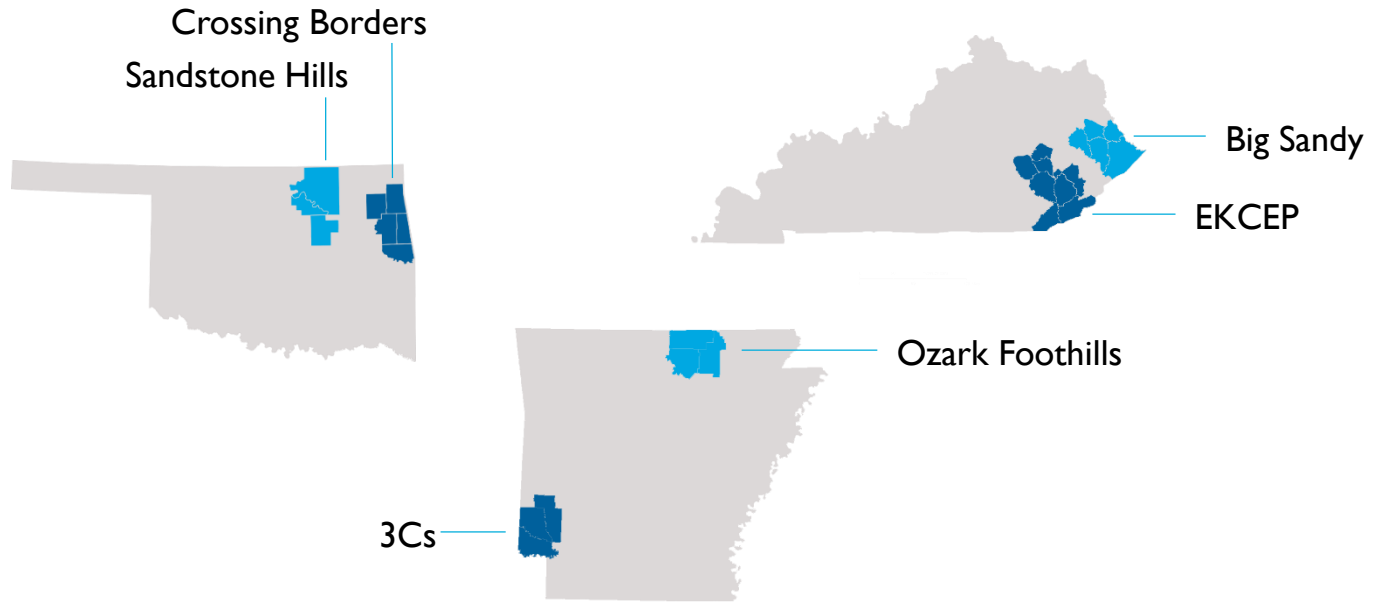 Crossing Borders
Sandstone Hills
Big Sandy
EKCEP
Ozark Foothills
3Cs